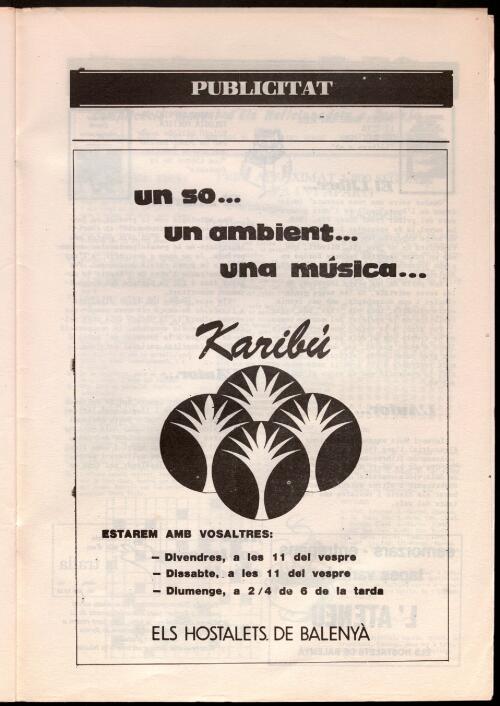 PUBLICITAT
un so...
un ambient...
una música...
Karibú
ESTAREM AMB VOSALTRES:
— Divendres, a les 11 del vespre
— Dissabte, a les 11 del vespre
— Diumenge, a 2/4 de 6 de la tarda
ELS HOSTALETS, DE BALENYÀ